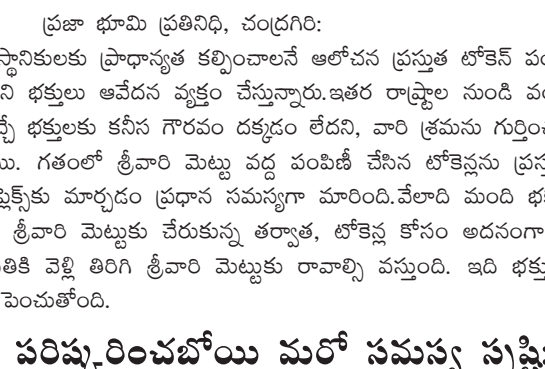 ప్రజా భూమి ప్రతినిధి, చంద్రగిరి:
స్థానికులకు ప్రాధాన్యత కల్పించాలనే ఆలోచన ప్రస్తుత టోకెన్
ని భక్తులు ఆవేదన వ్యక్తం చేస్తున్నారు.ఇతర రాష్ట్రాల నుండి
చ్చే భక్తులకు కనీస గౌరవం దక్కడం లేదని, వారి శ్రమను
యి. గతంలో శ్రీవారి మెట్టు వద్ద పంపిణీ చేసిన టోకెన్లను
ప్లెక్స్‌కు మార్చడం ప్రధాన సమస్యగా మారింది.వేలాది మంది
శ్రీవారి మెట్టుకు చేరుకున్న తర్వాత, టోకెన్ల కోసం అదనంగా
తికి వెళ్లి తిరిగి శ్రీవారి మెట్టుకు రావాల్సి వస్తుంది. ఇది
పెంచుతోంది.
పరిష్కరించబోయి మరో సమస్య